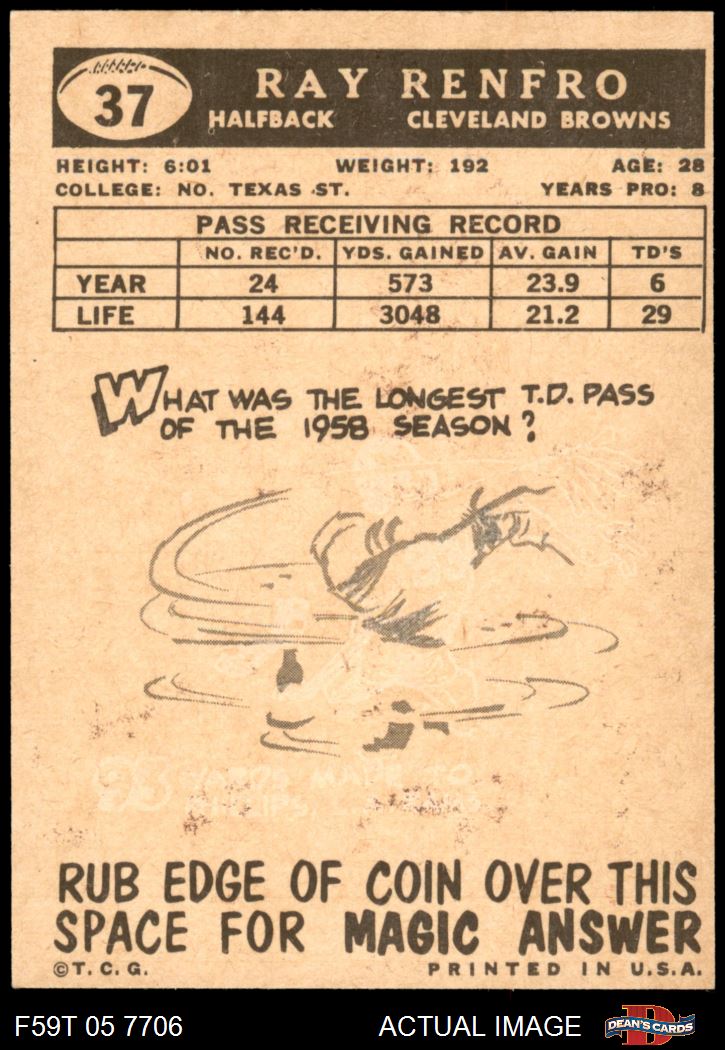 37
RAY RENFRO
HALFBACK CLEVELAND BROWNS
HEIGHT: 6:01 WEIGHT: 192 AGE: 28
COLLEGE: NO. TEXAS ST. YEARS PRO: 8
PASS RECEIVING RECORD
NO. REC'D. YDS. GAINED AV. GAIN TD'S
YEAR 24 573 23.9 6
LIFE 144 3048 21.2 29
WHAT WAS THE LONGEST T.D. PASS
OF THE 1958 SEASON?
YARDS
RUB EDGE OF COIN OVER THIS
SPACE FOR MAGIC ANSWER
©T.C.G. PRINTED IN U.S.A.
F59T 05 7706 ACTUAL IMAGE DEAN'S CARDS